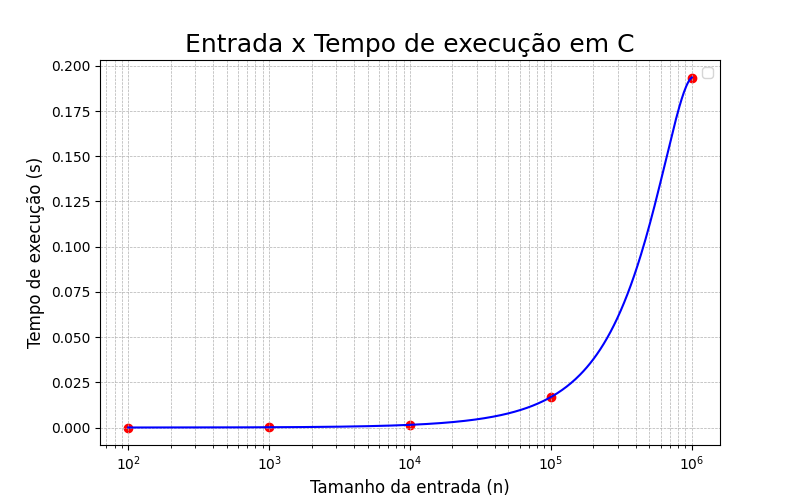 Entrada x Tempo de execução em C
Tempo de execução (s)
0.200
0.175
0.150
0.125
0.100
0.075
0.050
0.025
0.000
10² 10³ 10⁴ 10⁵ 10⁶
Tamanho da entrada (n)